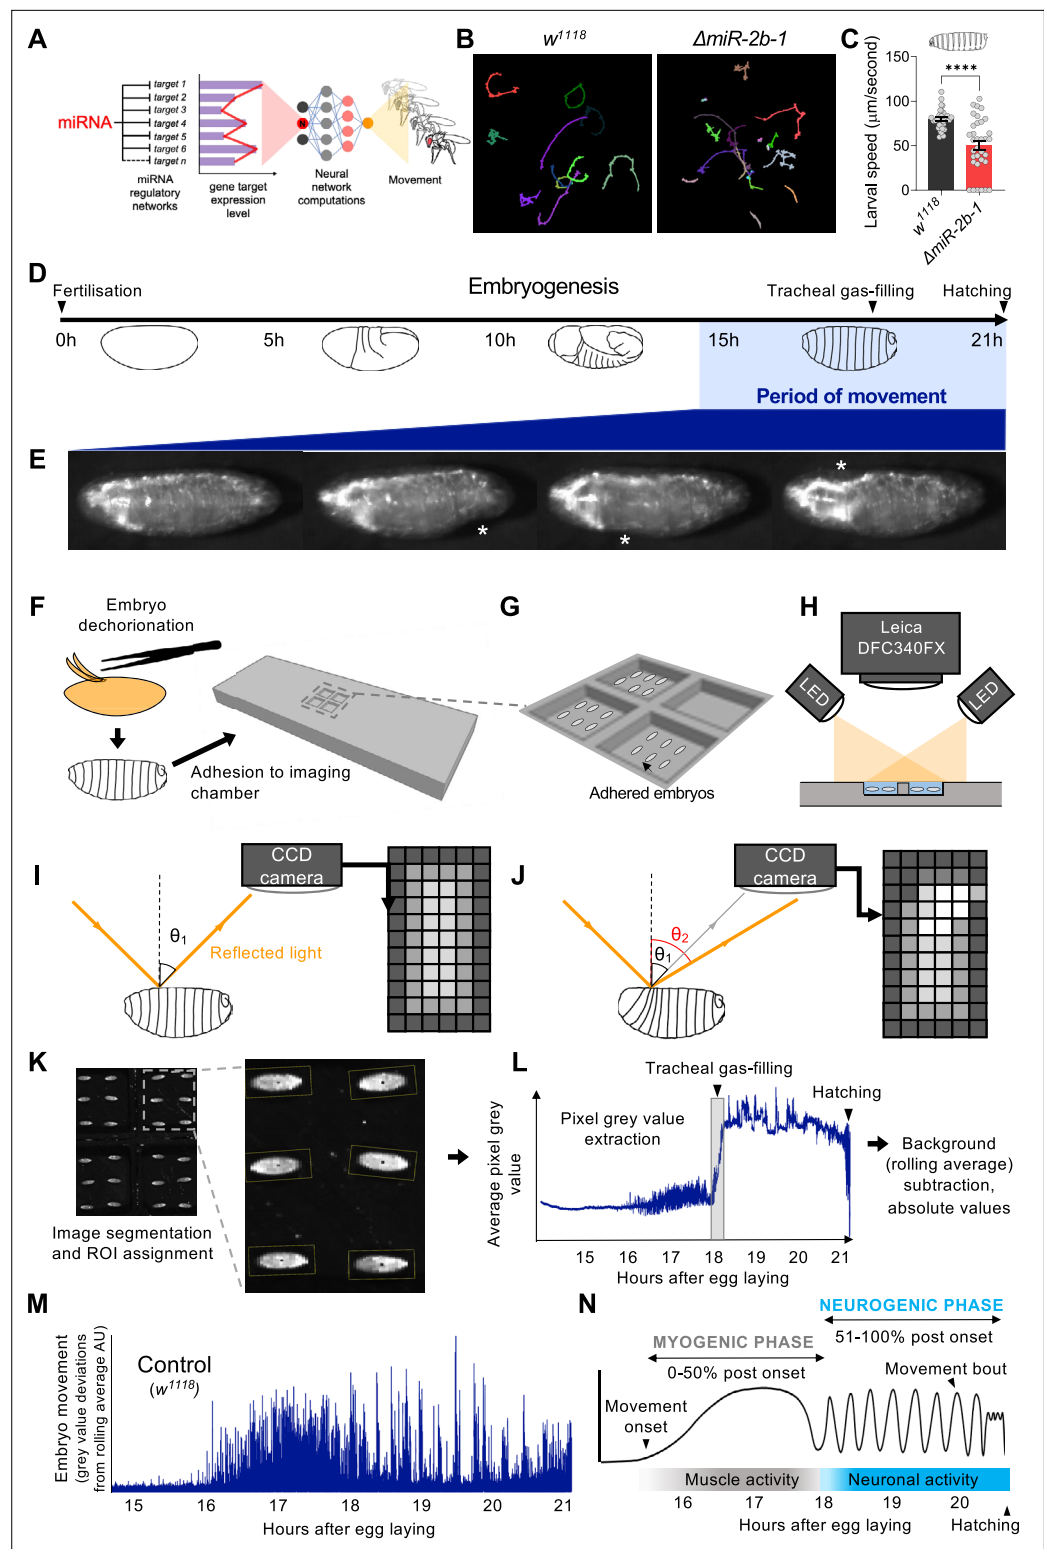 A
miRNA
target 1
target 2
target 3
target 4
target 5
target 6
target n
miRNA
regulatory
networks
gene target
expression
level
N
Neural
network
computations
Movement
B
w1118
ΔmiR-2b-1
C
****
Larval speed (μm/second)
150
100
50
0
w1118
ΔmiR-2b-1
D
Fertilisation
Embryogenesis
Tracheal gas-filling
Hatching
0h
5h
10h
15h
21h
Period of movement
E
*
*
*
F
Embryo
dechorionation
Adhesion to imaging
chamber
G
Adhered embryos
H
Leica
DFC340FX
LED
LED
I
CCD
camera
θ1
Reflected light
J
CCD
camera
θ2
θ1
K
Image segmentation
and ROI assignment
L
Tracheal gas-filling
Hatching
Pixel grey value
extraction
Average pixel grey
value
15
16
17
18
19
20
21
Hours after egg laying
Background
(rolling average)
subtraction,
absolute values
M
Control
(w1118)
Embryo movement
(grey value deviations
from rolling average AU)
15
16
17
18
19
20
21
Hours after egg laying
N
NEUROGENIC PHASE
51-100% post onset
MYOGENIC PHASE
0-50% post onset
Movement bout
Movement
onset
Muscle activity
Neuronal activity
16
17
18
19
20
Hours after egg laying
Hatching